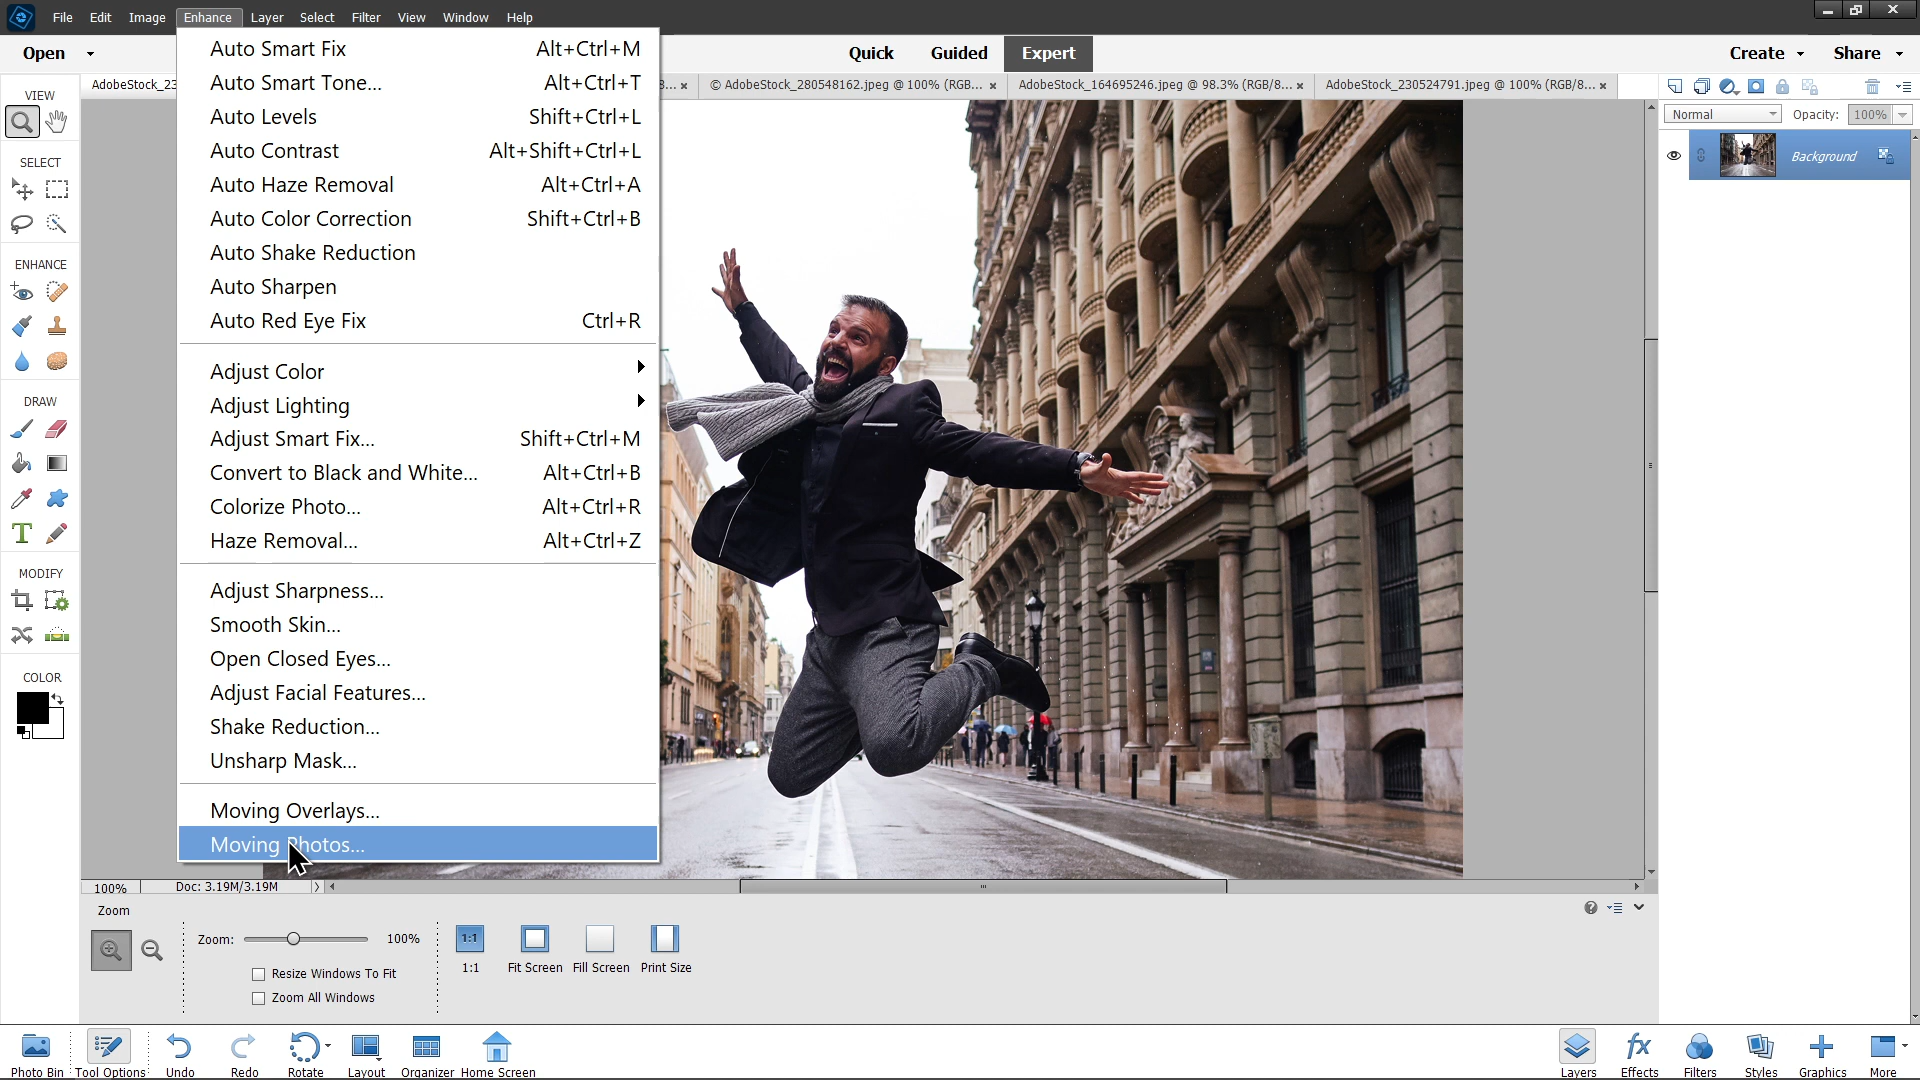 File Edit Image Enhance Layer Select Filter View Window Help
Open Quick Guided Expert Create Share
AdobeStock_23 8... × © AdobeStock_280548162.jpeg @ 100% (RGB... × AdobeStock_164695246.jpeg @ 98.3% (RGB/8... × AdobeStock_230524791.jpeg @ 100% (RGB/8... ×
Auto Smart Fix Alt+Ctrl+M
Auto Smart Tone... Alt+Ctrl+T
Auto Levels Shift+Ctrl+L
Auto Contrast Alt+Shift+Ctrl+L
Auto Haze Removal Alt+Ctrl+A
Auto Color Correction Shift+Ctrl+B
Auto Shake Reduction
Auto Sharpen
Auto Red Eye Fix Ctrl+R
Adjust Color
Adjust Lighting
Adjust Smart Fix... Shift+Ctrl+M
Convert to Black and White... Alt+Ctrl+B
Colorize Photo... Alt+Ctrl+R
Haze Removal... Alt+Ctrl+Z
Adjust Sharpness...
Smooth Skin...
Open Closed Eyes...
Adjust Facial Features...
Shake Reduction...
Unsharp Mask...
Moving Overlays...
Moving Photos...
VIEW
SELECT
ENHANCE
DRAW
MODIFY
COLOR
Normal Opacity: 100%
Background
100% Doc: 3.19M/3.19M
Zoom
Zoom: 100%
Resize Windows To Fit
Zoom All Windows
1:1
1:1 Fit Screen Fill Screen Print Size
Photo Bin Tool Options Undo Redo Rotate Layout Organizer Home Screen Layers Effects Filters Styles Graphics More